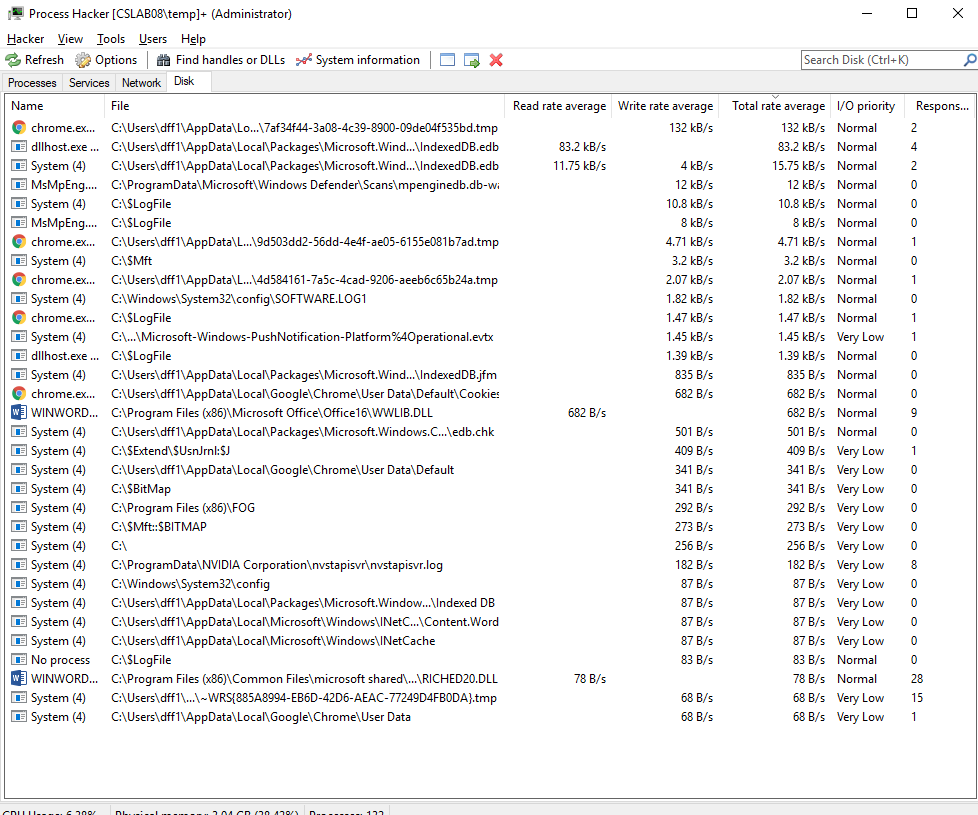 Process Hacker [CSLAB08\temp]+ (Administrator)
Hacker View Tools Users Help
Refresh Options Find handles or DLLs System information Search Disk (Ctrl+K)
Processes Services Network Disk
Name File Read rate average Write rate average Total rate average I/O priority Respons...
chrome.ex... C:\Users\dff1\AppData\Lo...\7af34f44-3a08-4c39-8900-09de04f535bd.tmp 132 kB/s 132 kB/s Normal 2
dllhost.exe ... C:\Users\dff1\AppData\Local\Packages\Microsoft.Wind...\IndexedDB.edb 83.2 kB/s 83.2 kB/s Normal 4
System (4) C:\Users\dff1\AppData\Local\Packages\Microsoft.Wind...\IndexedDB.edb 11.75 kB/s 4 kB/s 15.75 kB/s Normal 2
MsMpEng.... C:\ProgramData\Microsoft\Windows Defender\Scans\mpenginedb.db-wa 12 kB/s 12 kB/s Normal 0
System (4) C:\$LogFile 10.8 kB/s 10.8 kB/s Normal 0
MsMpEng.... C:\$LogFile 8 kB/s 8 kB/s Normal 0
chrome.ex... C:\Users\dff1\AppData\L...\9d503dd2-56dd-4e4f-ae05-6155e081b7ad.tmp 4.71 kB/s 4.71 kB/s Normal 1
System (4) C:\$Mft 3.2 kB/s 3.2 kB/s Normal 0
chrome.ex... C:\Users\dff1\AppData\L...\4d584161-7a5c-4cad-9206-aeeb6c65b24a.tmp 2.07 kB/s 2.07 kB/s Normal 1
System (4) C:\Windows\System32\config\SOFTWARE.LOG1 1.82 kB/s 1.82 kB/s Normal 0
chrome.ex... C:\$LogFile 1.47 kB/s 1.47 kB/s Normal 1
System (4) C:\...\Microsoft-Windows-PushNotification-Platform%4Operational.evtx 1.45 kB/s 1.45 kB/s Very Low 1
dllhost.exe ... C:\$LogFile 1.39 kB/s 1.39 kB/s Normal 0
System (4) C:\Users\dff1\AppData\Local\Packages\Microsoft.Wind...\IndexedDB.jfm 835 B/s 835 B/s Normal 0
chrome.ex... C:\Users\dff1\AppData\Local\Google\Chrome\User Data\Default\Cookies 682 B/s 682 B/s Normal 0
WINWORD... C:\Program Files (x86)\Microsoft Office\Office16\WWLIB.DLL 682 B/s 682 B/s Normal 9
System (4) C:\Users\dff1\AppData\Local\Packages\Microsoft.Windows.C...\edb.chk 501 B/s 501 B/s Normal 0
System (4) C:\$Extend\$UsnJrnl:$J 409 B/s 409 B/s Very Low 1
System (4) C:\Users\dff1\AppData\Local\Google\Chrome\User Data\Default 341 B/s 341 B/s Very Low 0
System (4) C:\$BitMap 341 B/s 341 B/s Very Low 0
System (4) C:\Program Files (x86)\FOG 292 B/s 292 B/s Very Low 0
System (4) C:\$Mft::$BITMAP 273 B/s 273 B/s Very Low 0
System (4) C:\ 256 B/s 256 B/s Very Low 0
System (4) C:\ProgramData\NVIDIA Corporation\nvstapisvr\nvstapisvr.log 182 B/s 182 B/s Very Low 8
System (4) C:\Windows\System32\config 87 B/s 87 B/s Very Low 0
System (4) C:\Users\dff1\AppData\Local\Packages\Microsoft.Window...\Indexed DB 87 B/s 87 B/s Very Low 0
System (4) C:\Users\dff1\AppData\Local\Microsoft\Windows\INetC...\Content.Word 87 B/s 87 B/s Very Low 0
System (4) C:\Users\dff1\AppData\Local\Microsoft\Windows\INetCache 87 B/s 87 B/s Very Low 0
No process C:\$LogFile 83 B/s 83 B/s Normal 0
WINWORD... C:\Program Files (x86)\Common Files\microsoft shared\...\RICHED20.DLL 78 B/s 78 B/s Normal 28
System (4) C:\Users\dff1\...\~WRS{885A8994-EB6D-42D6-AEAC-77249D4FB0DA}.tmp 68 B/s 68 B/s Very Low 15
System (4) C:\Users\dff1\AppData\Local\Google\Chrome\User Data 68 B/s 68 B/s Very Low 1
CPU Usage: 6.28% Physical memory: 3.04 GB (38.43%) Processes: 133